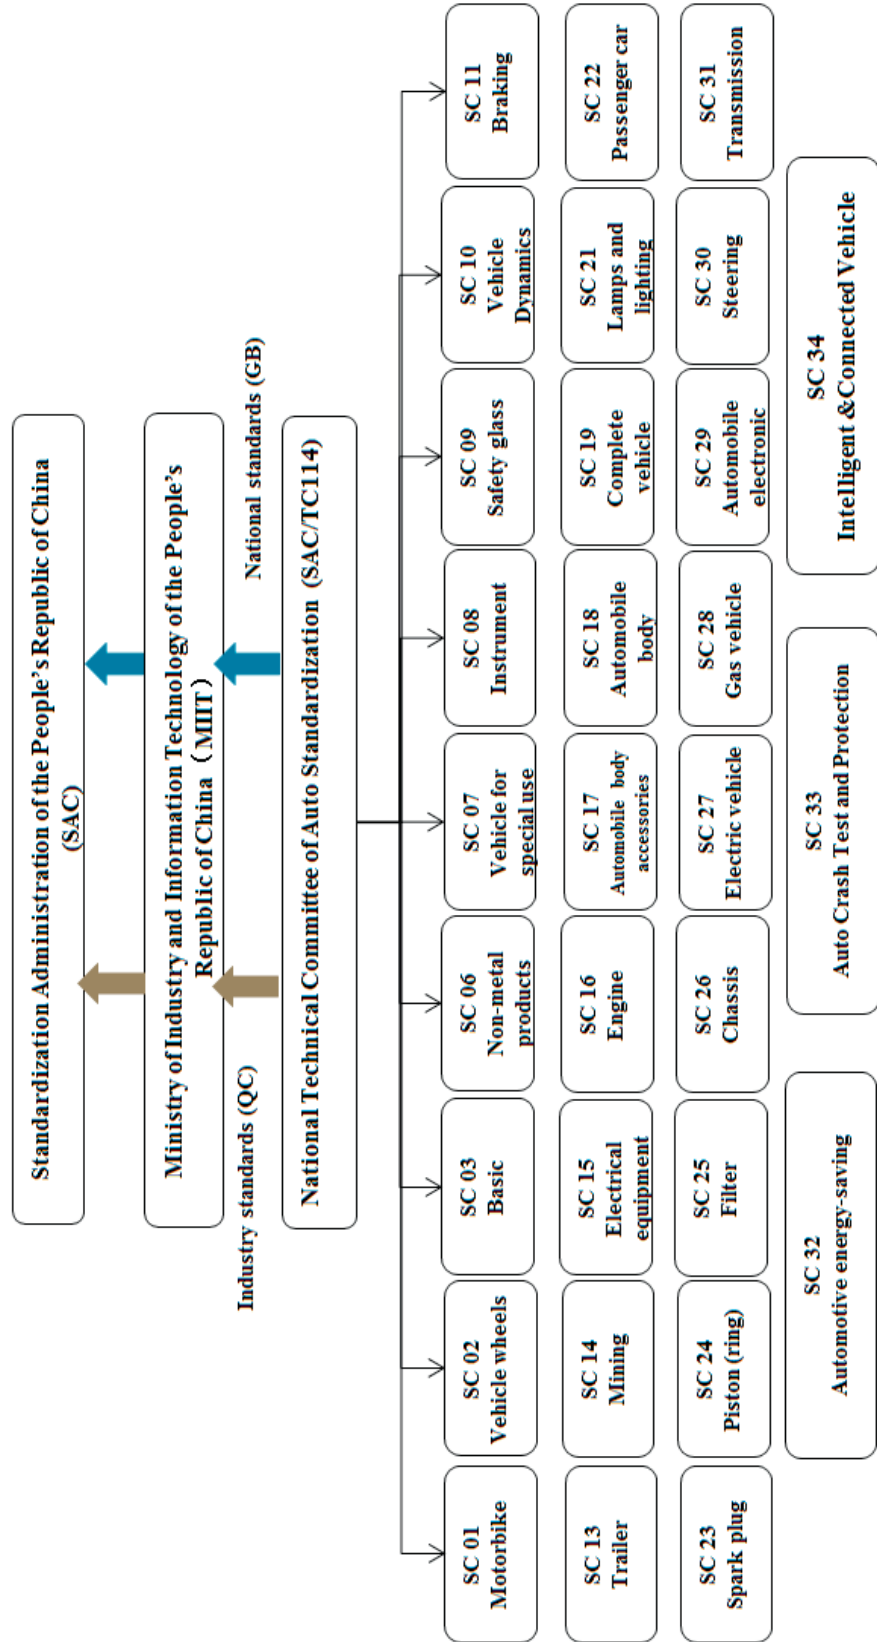 Standardization Administration of the People's Republic of China
(SAC)
Ministry of Industry and Information Technology of the People's
Republic of China（MIIT）
Industry standards (QC)
National standards (GB)
National Technical Committee of Auto Standardization (SAC/TC114)
SC 01
Motorbike
SC 02
Vehicle wheels
SC 03
Basic
SC 06
Non-metal
products
SC 07
Vehicle for
special use
SC 08
Instrument
SC 09
Safety glass
SC 10
Vehicle
Dynamics
SC 11
Braking
SC 13
Trailer
SC 14
Mining
SC 15
Electrical
equipment
SC 16
Engine
SC 17
Automobile body
accessories
SC 18
Automobile
body
SC 19
Complete
vehicle
SC 21
Lamps and
lighting
SC 22
Passenger car
SC 23
Spark plug
SC 24
Piston (ring)
SC 25
Filter
SC 26
Chassis
SC 27
Electric vehicle
SC 28
Gas vehicle
SC 29
Automobile
electronic
SC 30
Steering
SC 31
Transmission
SC 32
Automotive energy-saving
SC 33
Auto Crash Test and Protection
SC 34
Intelligent &Connected Vehicle